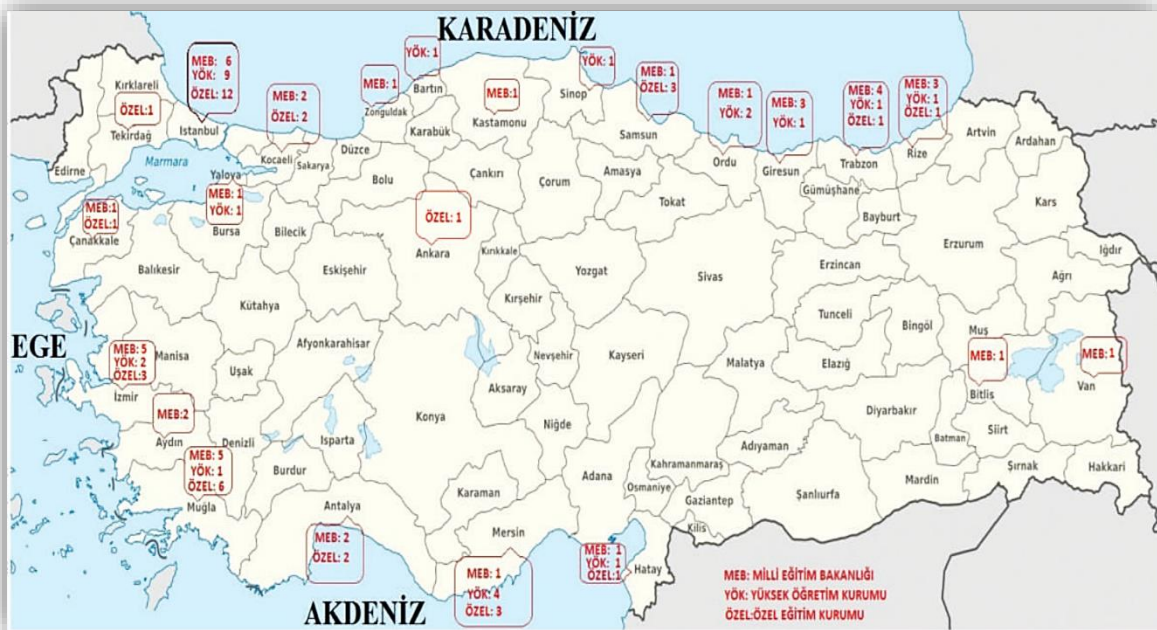 KARADENİZ
MEB: 6
YÖK: 9
ÖZEL: 12
YÖK: 1
YÖK: 1
MEB: 1
MEB:1
MEB: 1
ÖZEL: 3
MEB: 2
ÖZEL: 2
MEB: 1
YÖK: 2
MEB: 3
YÖK: 1
MEB: 4
YÖK: 1
ÖZEL: 1
MEB: 3
YÖK: 1
ÖZEL: 1
Kırklareli
ÖZEL:1
Tekirdağ
İstanbul
Edirne
Marmara
Yalova
Kocaeli
Sakarya
Düzce
Zonguldak
Bartın
Karabük
Kastamonu
Sinop
Samsun
Ordu
Giresun
Trabzon
Rize
Artvin
Ardahan
Bolu
Çankırı
Çorum
Amasya
Tokat
Gümüşhane
Bayburt
Kars
MEB:1
ÖZEL:1
Çanakkale
MEB: 1
YÖK: 1
Bursa
Bilecik
ÖZEL: 1
Ankara
Kırıkkale
Erzurum
Iğdır
Balıkesir
Eskişehir
Yozgat
Sivas
Erzincan
Ağrı
Kütahya
Kırşehir
Tunceli
Bingöl
Muş
EGE
MEB: 5
YÖK: 2
ÖZEL:3
İzmir
Manisa
Uşak
Afyonkarahisar
Nevşehir
Kayseri
Malatya
Elazığ
MEB: 1
Bitlis
MEB: 1
Van
Aksaray
MEB:2
Aydın
Denizli
Isparta
Konya
Niğde
Diyarbakır
Batman
Siirt
Adıyaman
MEB: 5
YÖK: 1
ÖZEL: 6
Muğla
Burdur
Adana
Kahramanmaraş
Osmaniye
Gaziantep
Şanlıurfa
Mardin
Şırnak
Hakkari
Karaman
Antalya
Mersin
Kilis
MEB: 2
ÖZEL: 2
MEB: 1
YÖK: 1
ÖZEL:1
Hatay
MEB: 1
YÖK: 4
ÖZEL: 3
AKDENİZ
MEB: MİLLİ EĞİTİM BAKANLIĞI
YÖK: YÜKSEK ÖĞRETİM KURUMU
ÖZEL:ÖZEL EĞİTİM KURUMU